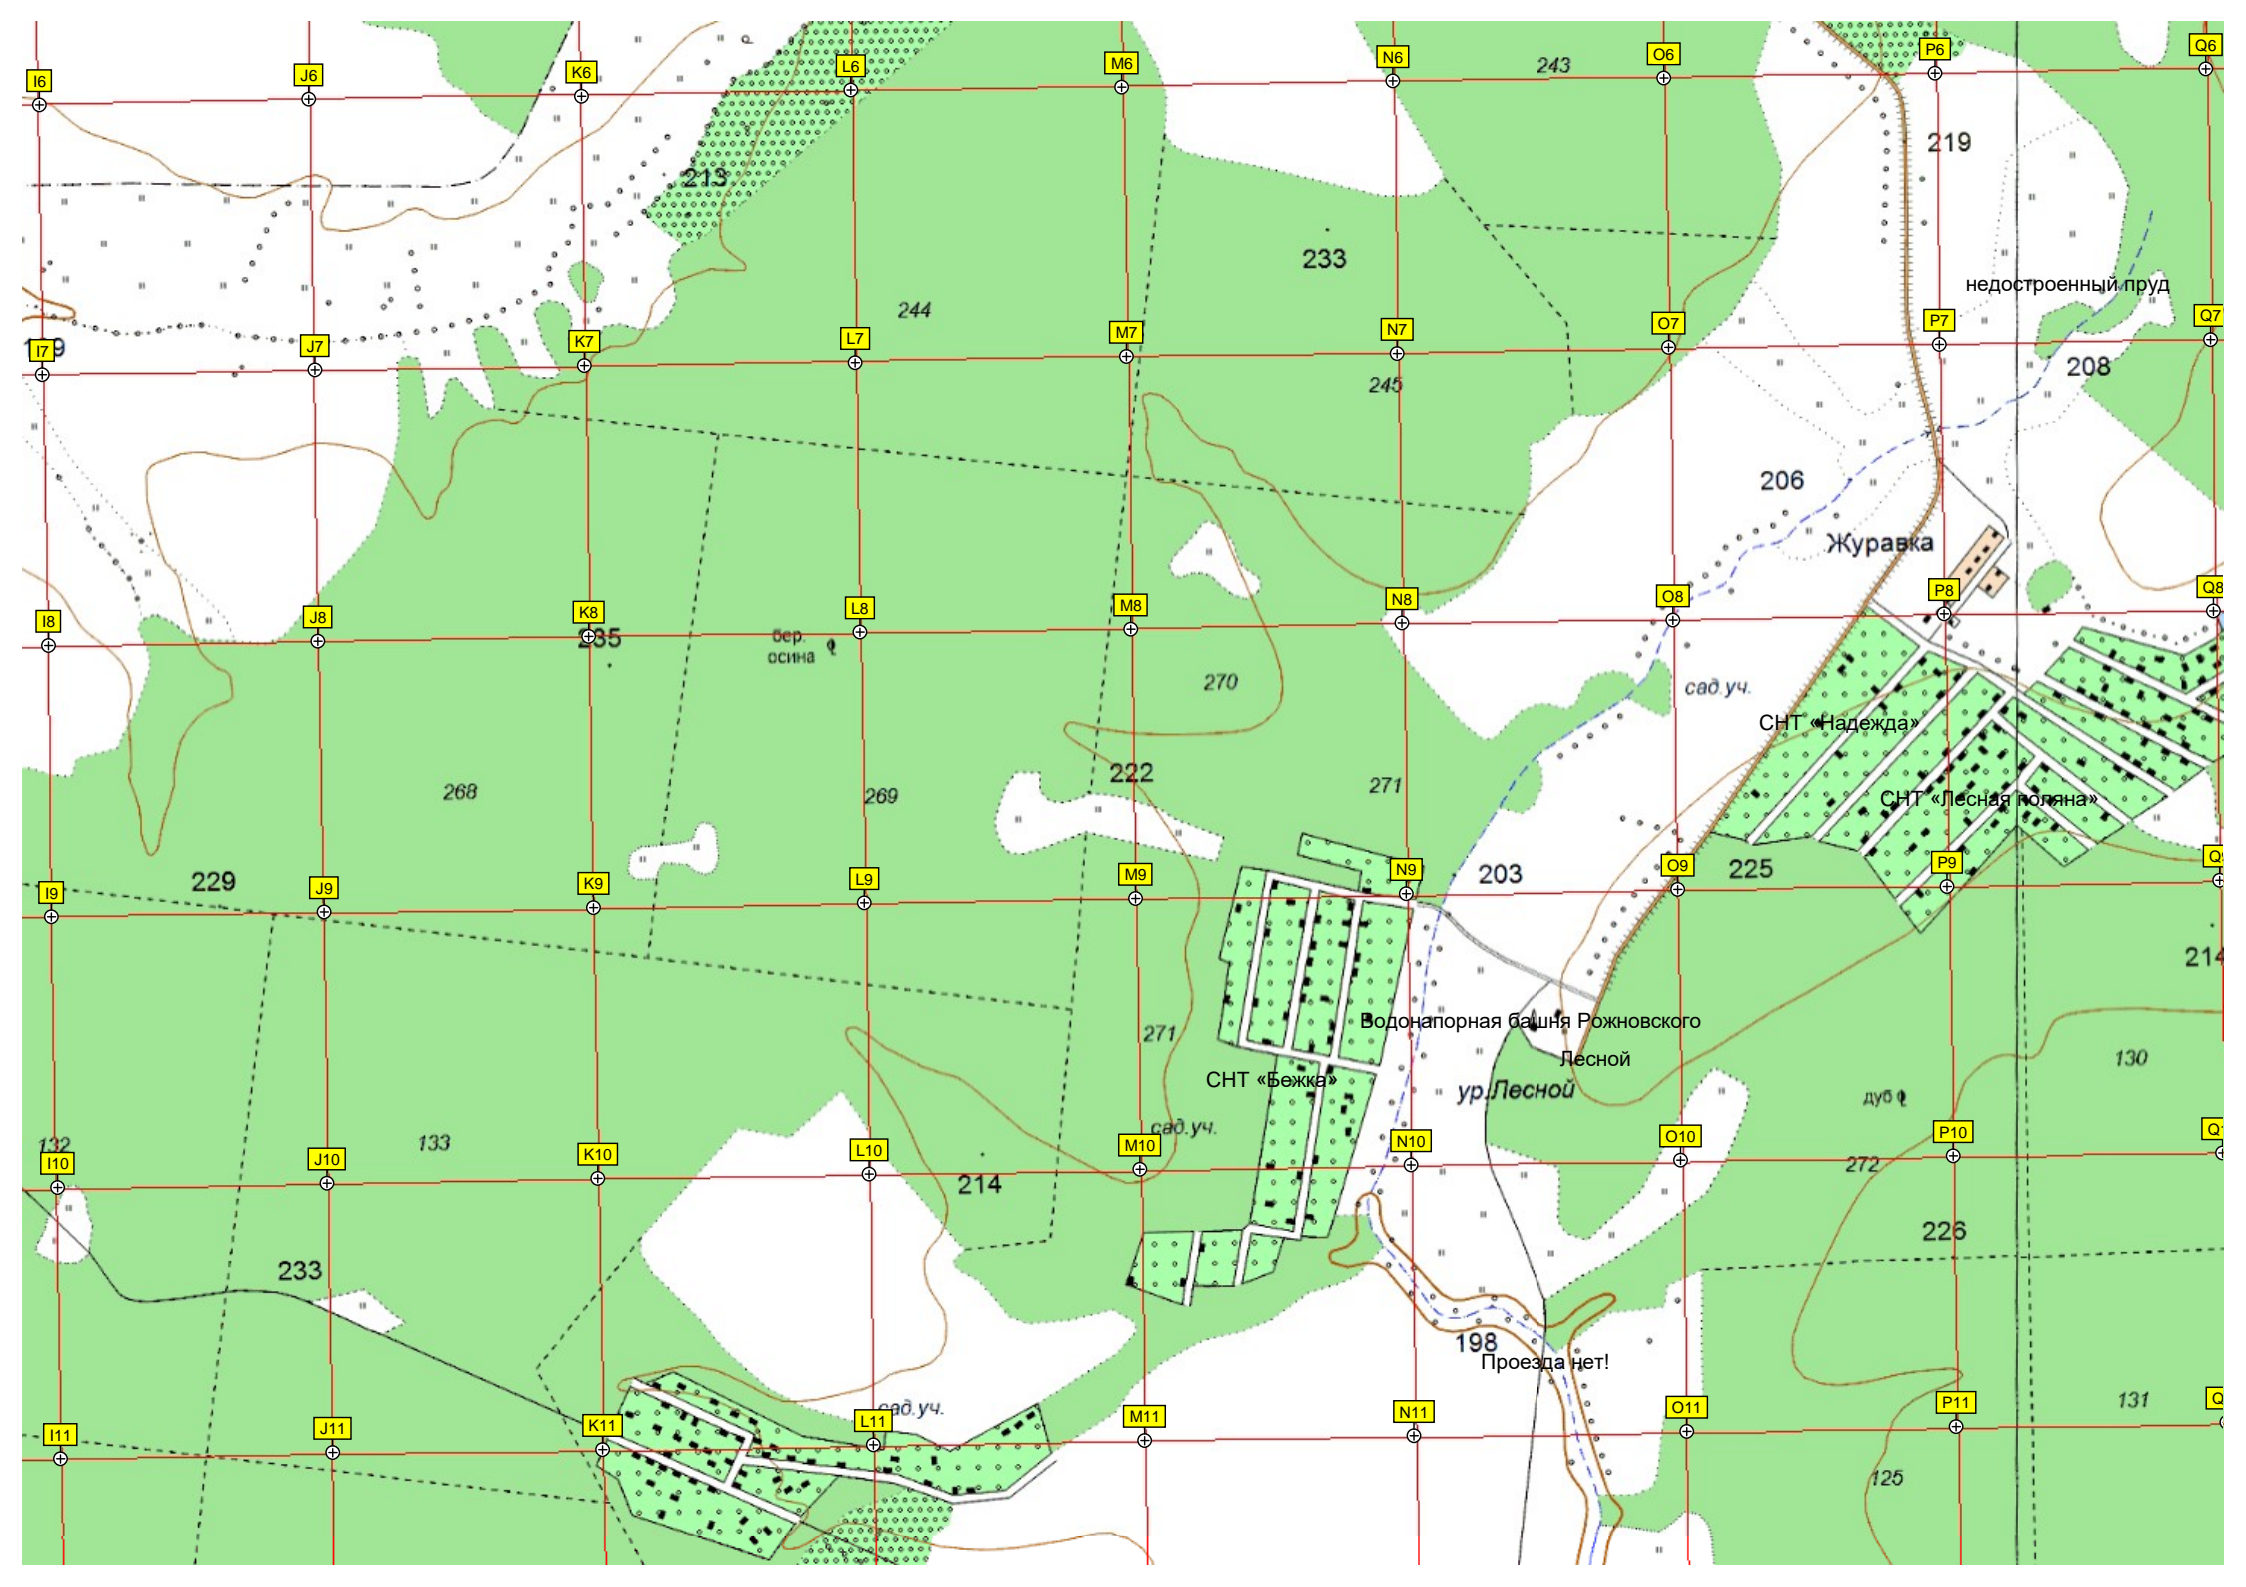 I6 J6 K6 L6 M6 N6 243 O6 P6 Q6
219
213
233
недостроенный пруд
244
I7 J7 K7 L7 M7 N7 O7 P7 Q7
208
245
206
Журавка
I8 J8 K8 L8 M8 N8 O8 P8 Q8
235
бер.
осина
270
сад.уч.
СНТ «Надежда»
222
268
269
271
СНТ «Лесная поляна»
229
203
225
I9 J9 K9 L9 M9 N9 O9 P9
214
Водонапорная башня Рожновского
271
Лесной
130
СНТ «Бежка»
ур.Лесной
дуб
сад.уч.
132
133
I10 J10 K10 L10 M10 N10 O10 P10
272
214
226
233
198
Проезда нет!
131
сад.уч.
I11 J11 K11 L11 M11 N11 O11 P11
125